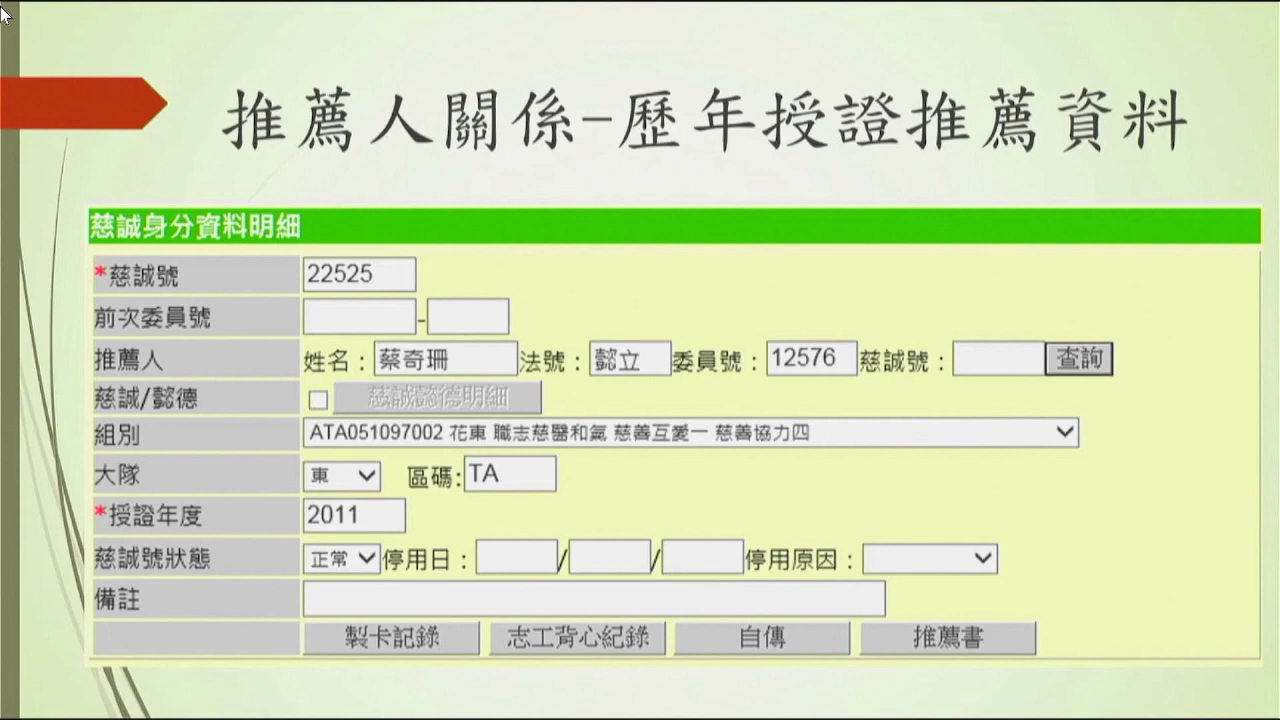 推薦人關係-歷年授證推薦資料
慈誠身分資料明細
*慈誠號 22525
前次委員號 -
推薦人 姓名：蔡奇珊 法號：懿立 委員號：12576 慈誠號： 查詢
慈誠/懿德 慈誠懿德明細
組別 ATA051097002 花東 職志慈醫和氣 慈善互愛一 慈善協力四
大隊 東 區碼:TA
*授證年度 2011
慈誠號狀態 正常 停用日： / / 停用原因：
備註
製卡記錄 志工背心紀錄 自傳 推薦書